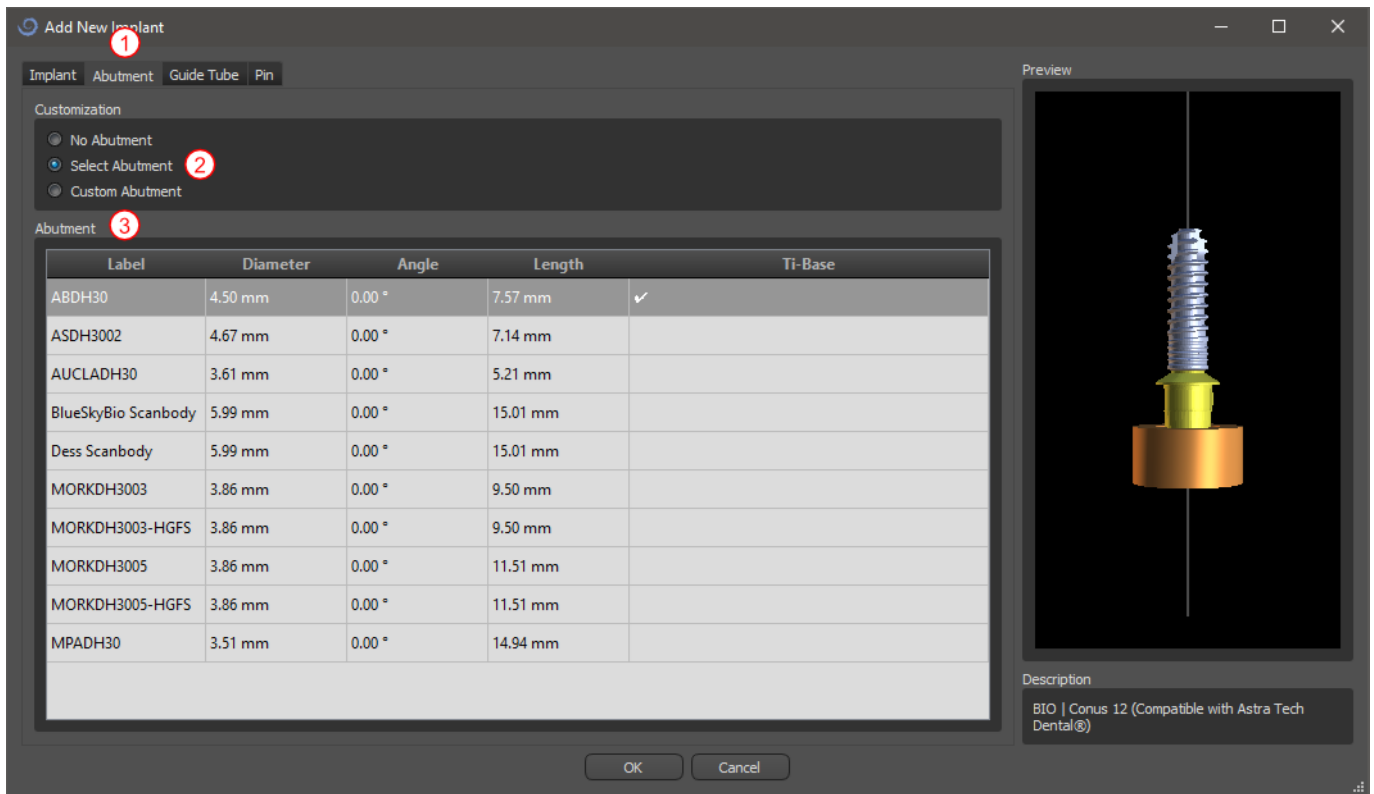 Add New Implant
1
Implant Abutment Guide Tube Pin
Customization
No Abutment
Select Abutment 2
Custom Abutment
Abutment 3
Label Diameter Angle Length Ti-Base
ABDH30 4.50 mm 0.00 ° 7.57 mm ✔
ASDH3002 4.67 mm 0.00 ° 7.14 mm
AUCLADH30 3.61 mm 0.00 ° 5.21 mm
BlueSkyBio Scanbody 5.99 mm 0.00 ° 15.01 mm
Dess Scanbody 5.99 mm 0.00 ° 15.01 mm
MORKDH3003 3.86 mm 0.00 ° 9.50 mm
MORKDH3003-HGFS 3.86 mm 0.00 ° 9.50 mm
MORKDH3005 3.86 mm 0.00 ° 11.51 mm
MORKDH3005-HGFS 3.86 mm 0.00 ° 11.51 mm
MPADH30 3.51 mm 0.00 ° 14.94 mm
Preview
Description
BIO | Conus 12 (Compatible with Astra Tech
Dental®)
OK Cancel